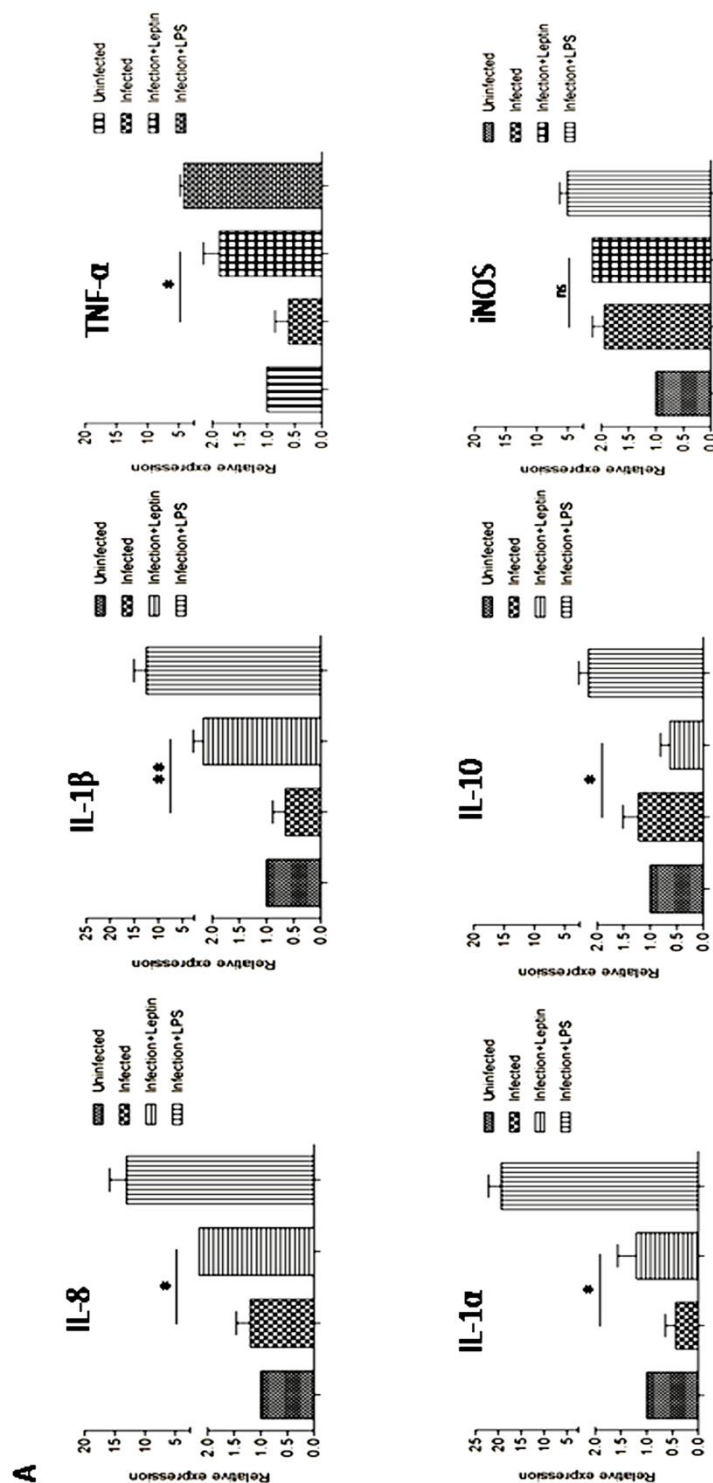 A
IL-8
Uninfected
Infected
Infection+Leptin
Infection+LPS
Relative expression
20
15
10
5
2.0
1.5
1.0
0.5
0.0
*
IL-1β
Uninfected
Infected
Infection+Leptin
Infection+LPS
Relative expression
25
20
15
10
5
2.0
1.5
1.0
0.5
0.0
**
TNF-α
Uninfected
Infected
Infection+Leptin
Infection+LPS
Relative expression
20
15
10
5
2.0
1.5
1.0
0.5
0.0
*
IL-1α
Uninfected
Infected
Infection+Leptin
Infection+LPS
Relative expression
25
20
15
10
5
2.0
1.5
1.0
0.5
0.0
*
IL-10
Uninfected
Infected
Infection+Leptin
Infection+LPS
Relative expression
20
15
10
5
2.0
1.5
1.0
0.5
0.0
*
iNOS
Uninfected
Infected
Infection+Leptin
Infection+LPS
Relative expression
20
15
10
5
2.0
1.5
1.0
0.5
0.0
ns